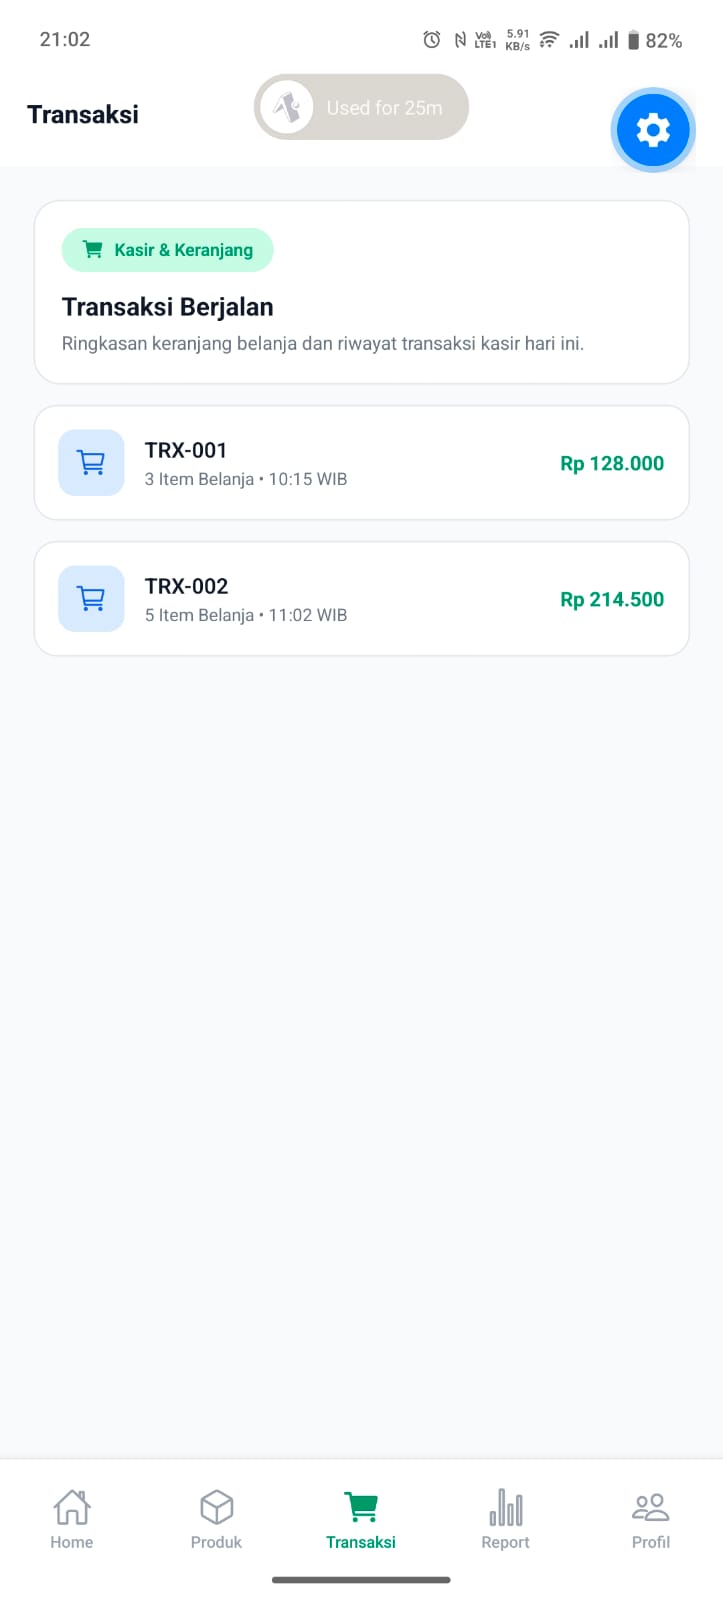 21:02
Vo) LTE1 5.91 KB/s 82%
Transaksi
Used for 25m
Kasir & Keranjang
Transaksi Berjalan
Ringkasan keranjang belanja dan riwayat transaksi kasir hari ini.
TRX-001
3 Item Belanja • 10:15 WIB
Rp 128.000
TRX-002
5 Item Belanja • 11:02 WIB
Rp 214.500
Home
Produk
Transaksi
Report
Profil